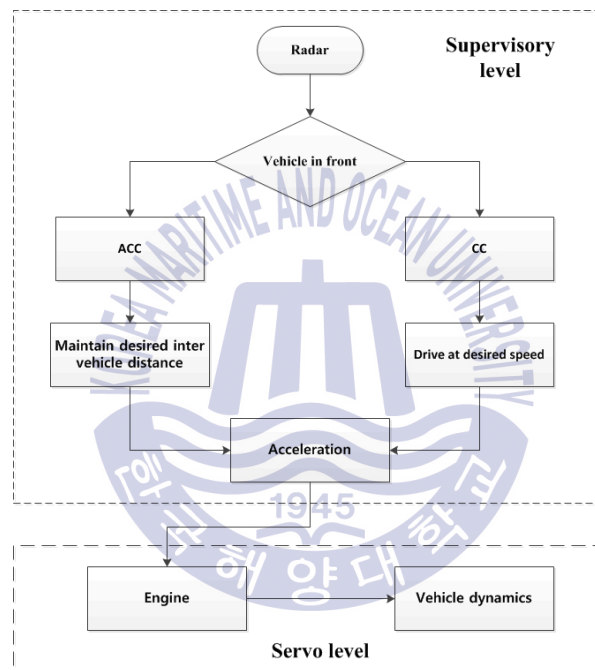 Radar
Supervisory
level
Vehicle in front
ACC
CC
Maintain desired inter
vehicle distance
Drive at desired speed
Acceleration
Engine
Vehicle dynamics
Servo level
KOREA MARITIME AND OCEAN UNIVERSITY
1945
한국해양대학교